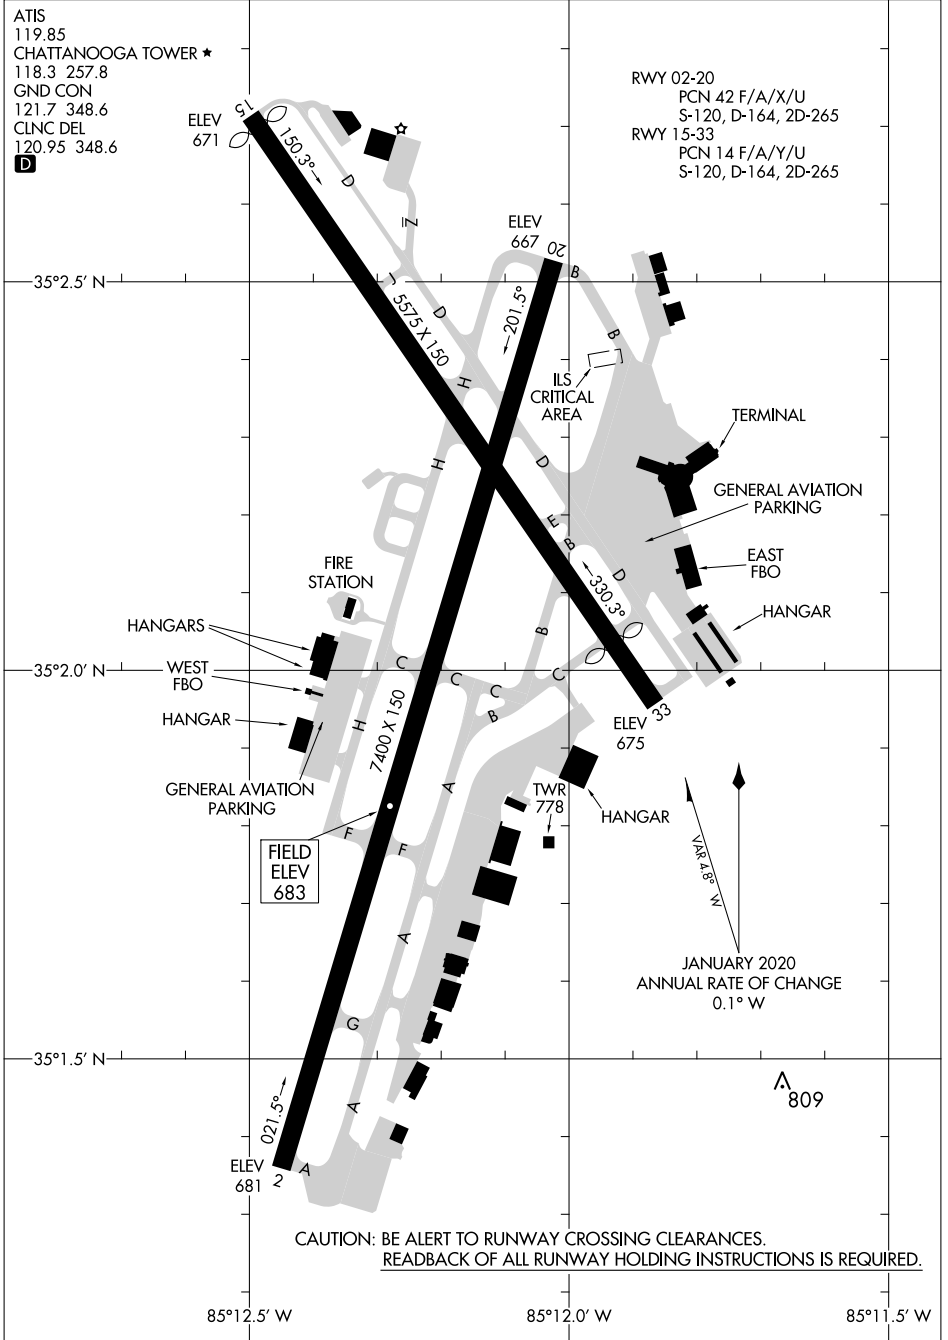 ATIS
119.85
CHATTANOOGA TOWER ★
118.3 257.8
GND CON
121.7 348.6
CLNC DEL
120.95 348.6
D
RWY 02-20
PCN 42 F/A/X/U
S-120, D-164, 2D-265
RWY 15-33
PCN 14 F/A/Y/U
S-120, D-164, 2D-265
15
ELEV
671
150.3°
D
Z
ELEV
667
20
B
35°2.5' N
J
5575 X 150
D
201.5°
B
ILS
CRITICAL
AREA
H
TERMINAL
H
D
GENERAL AVIATION
PARKING
E
B
EAST
FBO
FIRE
STATION
D
330.3°
HANGAR
HANGARS
B
35°2.0' N
C
C
C
C
WEST
FBO
B
HANGAR
H
7400 X 150
33
ELEV
675
GENERAL AVIATION
PARKING
A
TWR
778
HANGAR
F
F
FIELD
ELEV
683
VAR 4.8° W
A
JANUARY 2020
ANNUAL RATE OF CHANGE
0.1° W
G
35°1.5' N
809
021.5°
A
ELEV
681
2
A
CAUTION: BE ALERT TO RUNWAY CROSSING CLEARANCES.
READBACK OF ALL RUNWAY HOLDING INSTRUCTIONS IS REQUIRED.
85°12.5' W
85°12.0' W
85°11.5' W